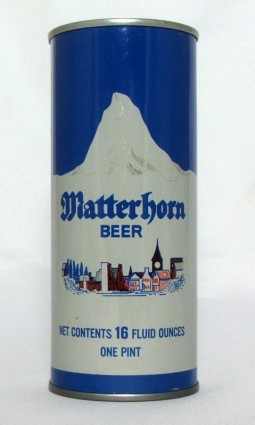 Matterhorn
BEER
NET CONTENTS 16 FLUID OUNCES
ONE PINT